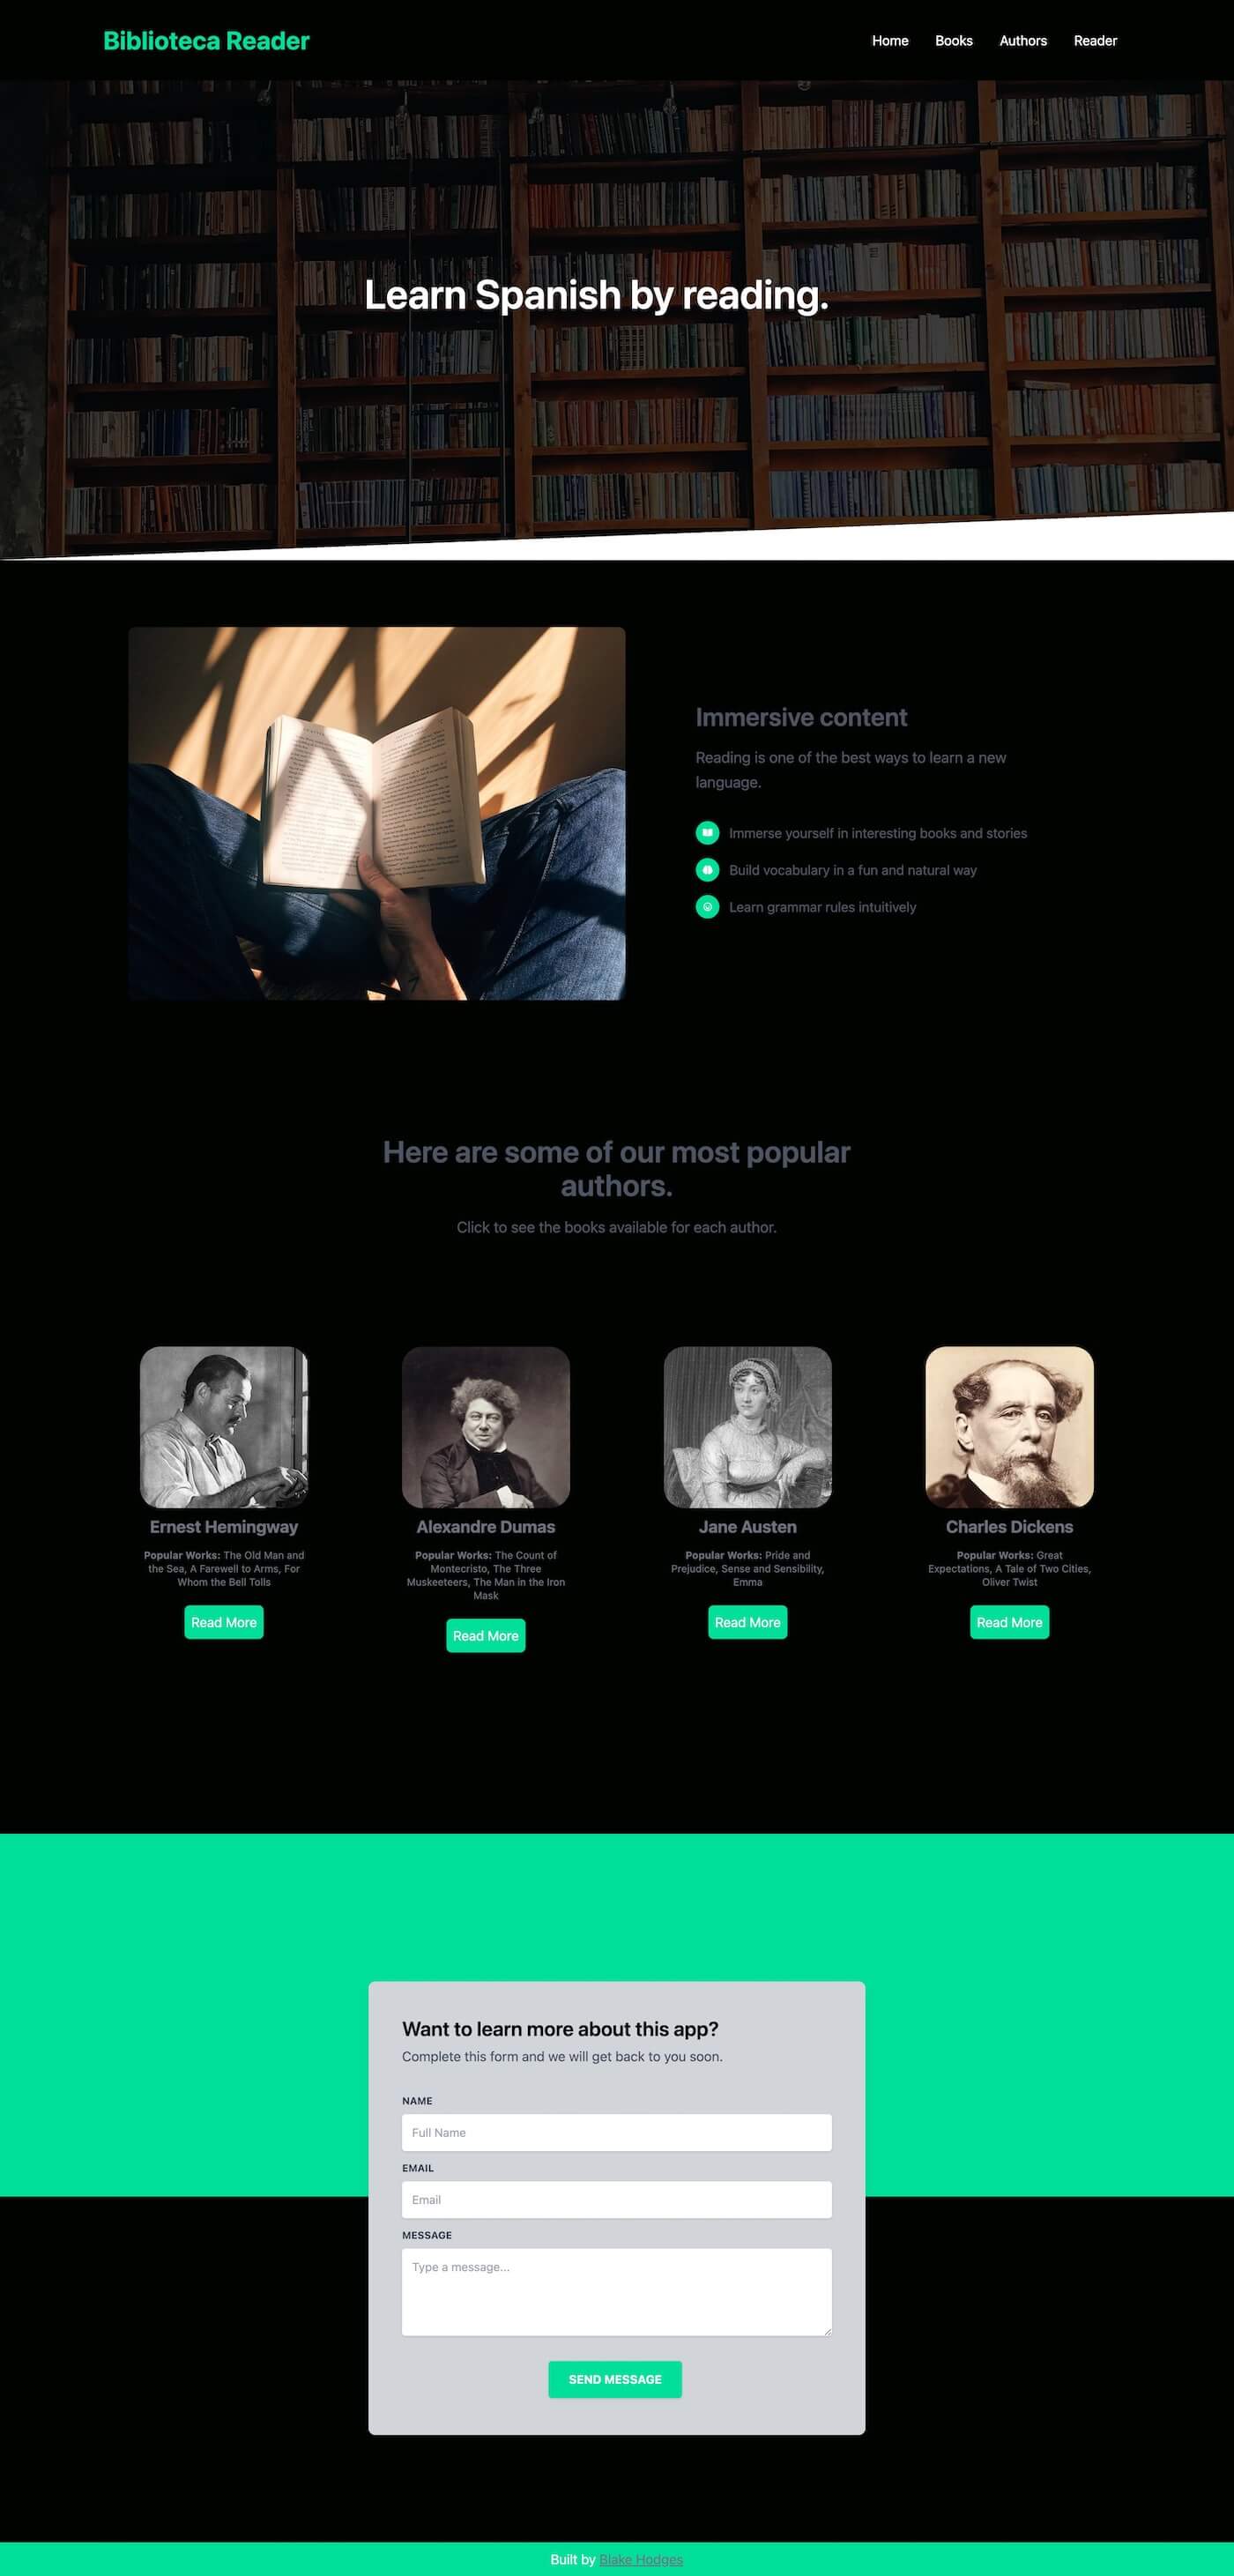 Biblioteca Reader
Home Books Authors Reader
Learn Spanish by reading.
Immersive content
Reading is one of the best ways to learn a new
language.
Immerse yourself in interesting books and stories
Build vocabulary in a fun and natural way
Learn grammar rules intuitively
Here are some of our most popular
authors.
Click to see the books available for each author.
Ernest Hemingway
Popular Works: The Old Man and
the Sea, A Farewell to Arms, For
Whom the Bell Tolls
Read More
Alexandre Dumas
Popular Works: The Count of
Montecristo, The Three
Muskeeteers, The Man in the Iron
Mask
Read More
Jane Austen
Popular Works: Pride and
Prejudice, Sense and Sensibility,
Emma
Read More
Charles Dickens
Popular Works: Great
Expectations, A Tale of Two Cities,
Oliver Twist
Read More
Want to learn more about this app?
Complete this form and we will get back to you soon.
NAME
Full Name
EMAIL
Email
MESSAGE
Type a message...
SEND MESSAGE
Built by Blake Hodges